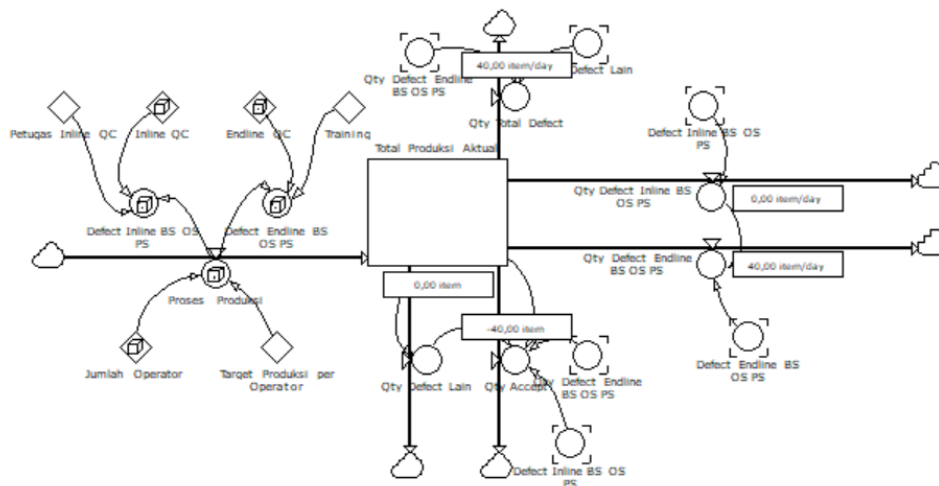 40,00 item/day
Qty Defect Endline
BS OS PS
Defect Lain
Qty Total Defect
Petugas Inline QC
Inline QC
Endline QC
Training
Defect Inline BS OS
PS
Total Produksi Aktual
Defect Inline BS OS
PS
Defect Endline BS
OS PS
Qty Defect Inline BS
OS PS
0,00 item/day
Qty Defect Endline BS
OS PS
40,00 item/day
Proses Produksi
0,00 item
-40,00 item
Jumlah Operator
Target Produksi per
Operator
Qty Defect Lain
Qty Accept
Qty Defect Endline
BS OS PS
Defect Endline BS
OS PS
Defect Inline BS OS
PS